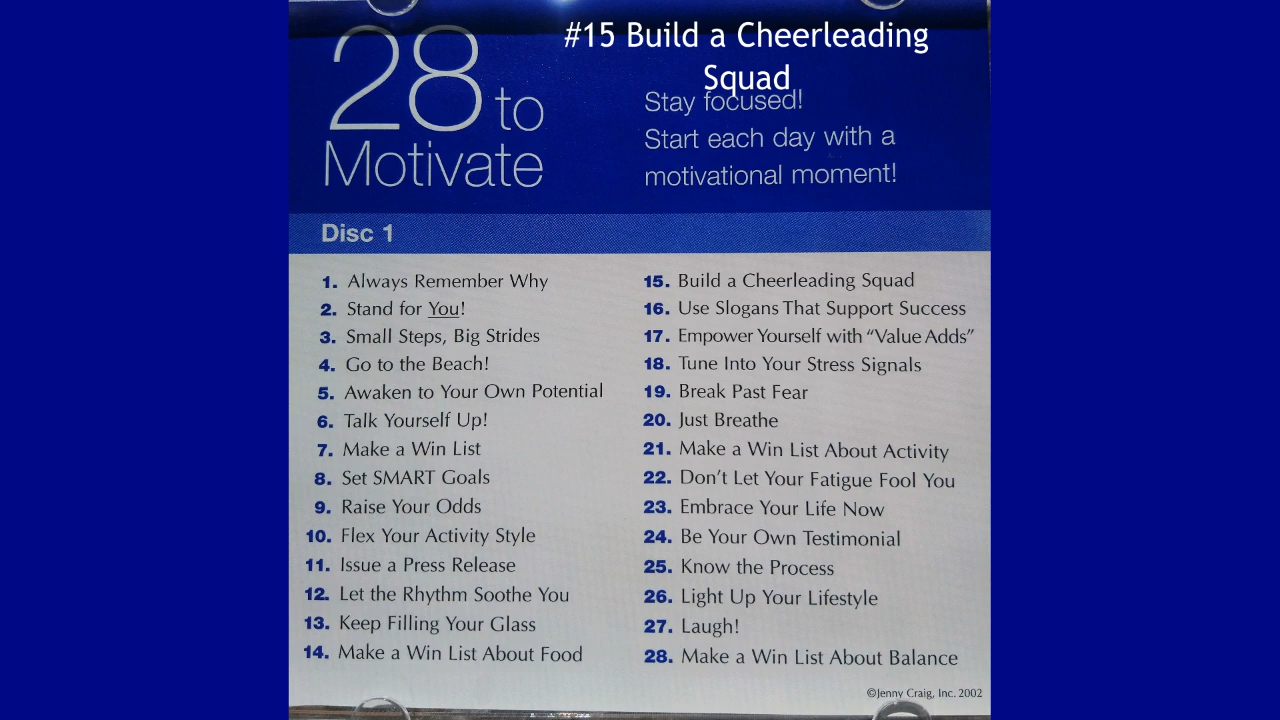 #15 Build a Cheerleading
Squad
28 to
Motivate
Stay focused!
Start each day with a
motivational moment!
Disc 1
1. Always Remember Why
2. Stand for You!
3. Small Steps, Big Strides
4. Go to the Beach!
5. Awaken to Your Own Potential
6. Talk Yourself Up!
7. Make a Win List
8. Set SMART Goals
9. Raise Your Odds
10. Flex Your Activity Style
11. Issue a Press Release
12. Let the Rhythm Soothe You
13. Keep Filling Your Glass
14. Make a Win List About Food
15. Build a Cheerleading Squad
16. Use Slogans That Support Success
17. Empower Yourself with “Value Adds”
18. Tune Into Your Stress Signals
19. Break Past Fear
20. Just Breathe
21. Make a Win List About Activity
22. Don’t Let Your Fatigue Fool You
23. Embrace Your Life Now
24. Be Your Own Testimonial
25. Know the Process
26. Light Up Your Lifestyle
27. Laugh!
28. Make a Win List About Balance
©Jenny Craig, Inc. 2002